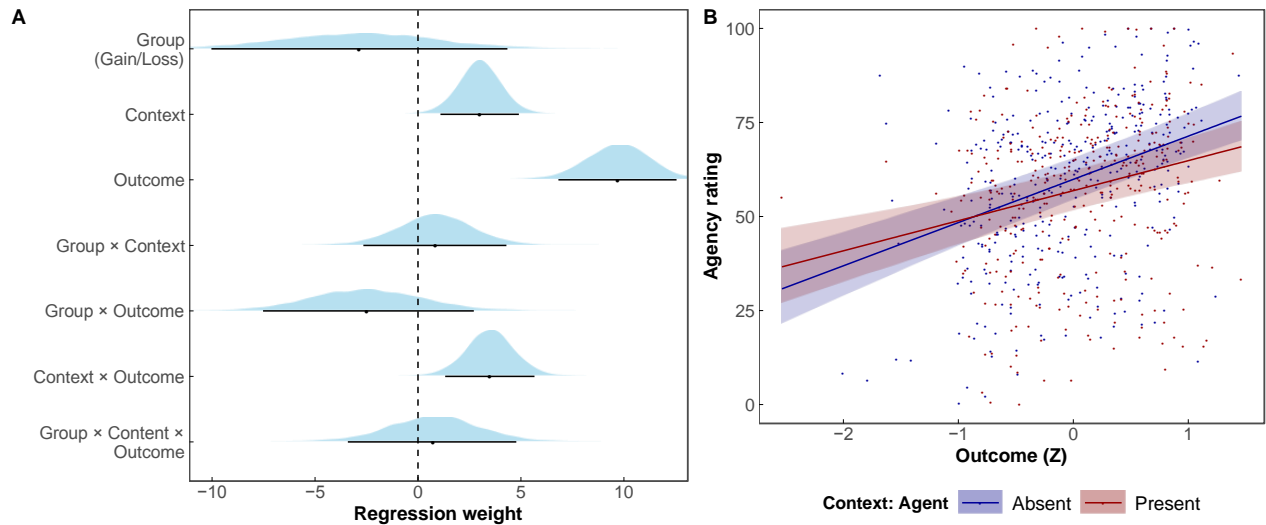 A
Group
(Gain/Loss)
Context
Outcome
Group × Context
Group × Outcome
Context × Outcome
Group × Content ×
Outcome
−10 −5 0 5 10
Regression weight
B
100
75
50
25
0
Agency rating
−2 −1 0 1
Outcome (Z)
Context: Agent Absent Present